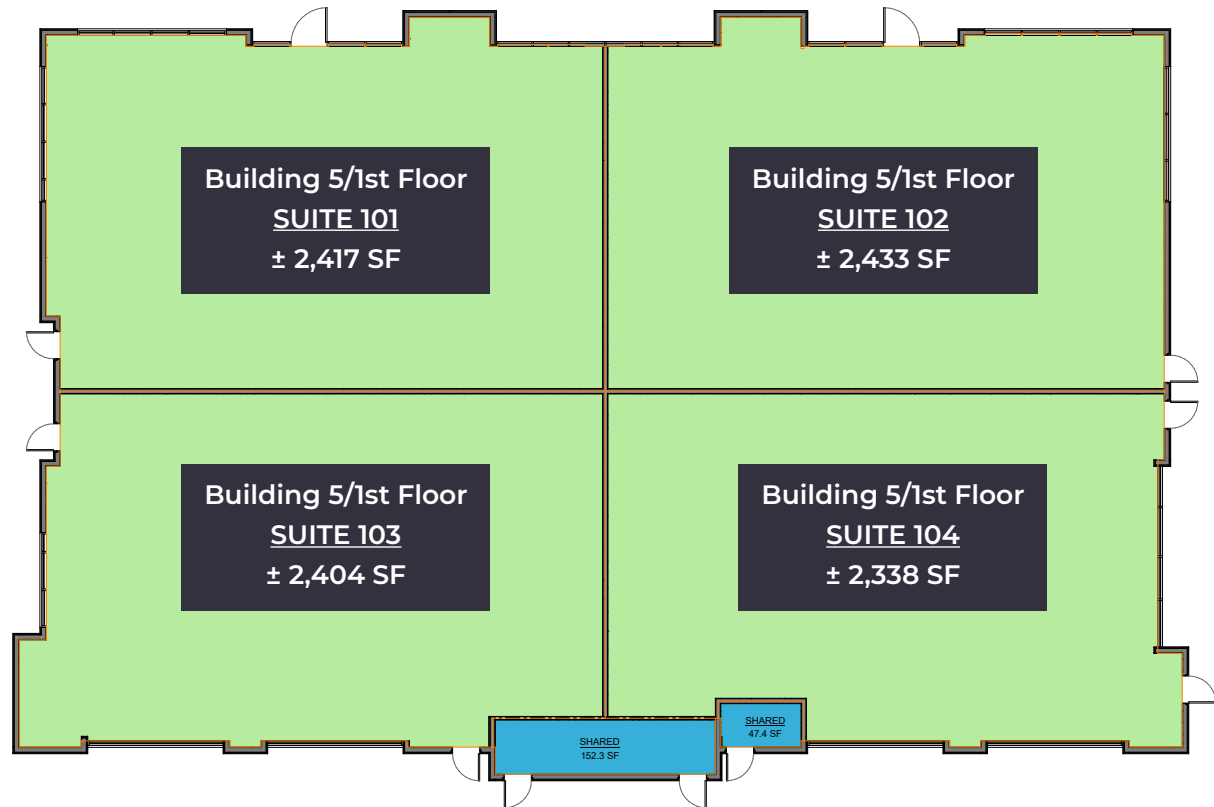 Building 5/1st Floor
SUITE 101
± 2,417 SF
Building 5/1st Floor
SUITE 102
± 2,433 SF
Building 5/1st Floor
SUITE 103
± 2,404 SF
Building 5/1st Floor
SUITE 104
± 2,338 SF
SHARED
47.4 SF
SHARED
152.3 SF